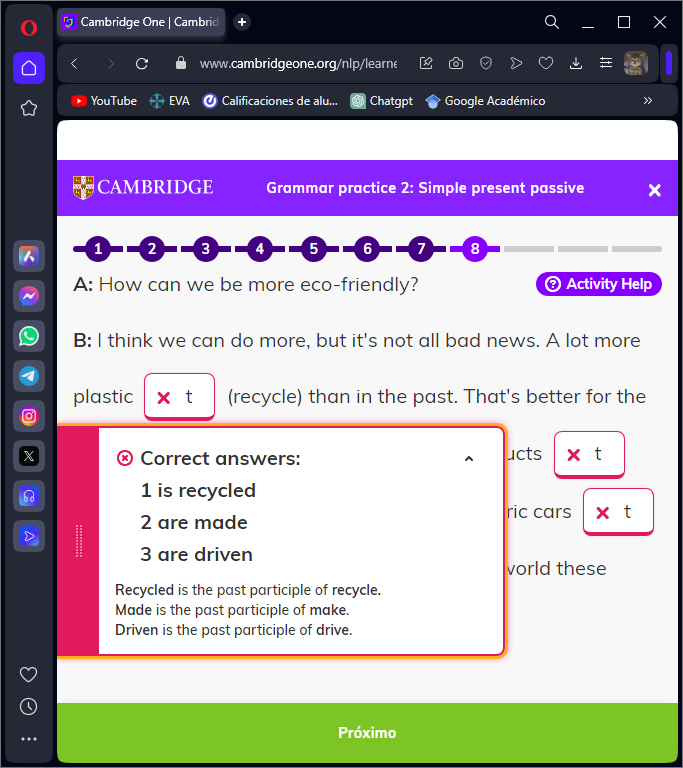 Cambridge One | Cambrid
www.cambridgeone.org/nlp/learne
YouTube EVA Calificaciones de alu... Chatgpt Google Académico »
CAMBRIDGE Grammar practice 2: Simple present passive
1 2 3 4 5 6 7 8
A: How can we be more eco-friendly? Activity Help
B: I think we can do more, but it's not all bad news. A lot more
plastic t (recycle) than in the past. That's better for the
ucts t
ric cars t
world these
Correct answers:
1 is recycled
2 are made
3 are driven
Recycled is the past participle of recycle.
Made is the past participle of make.
Driven is the past participle of drive.
Próximo